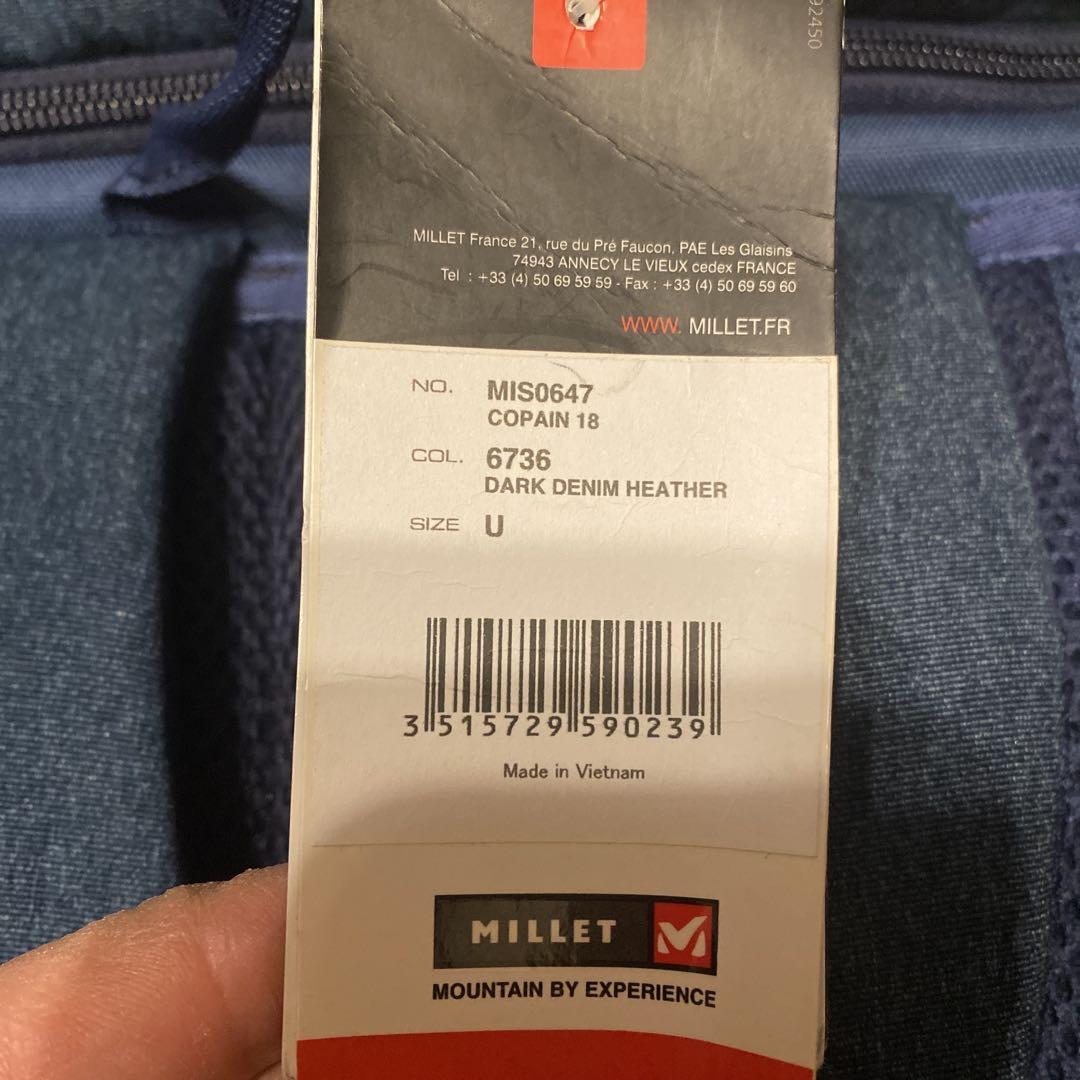 92450
MILLET France 21, rue du Pré Faucon, PAE Les Glaisins
74943 ANNECY LE VIEUX cedex FRANCE
Tel : +33 (4) 50 69 59 59 - Fax : +33 (4) 50 69 59 60
WWW. MILLET.FR
NO. MIS0647
COPAIN 18
COL. 6736
DARK DENIM HEATHER
SIZE U
3 515729 590239
Made in Vietnam
MILLET
MOUNTAIN BY EXPERIENCE